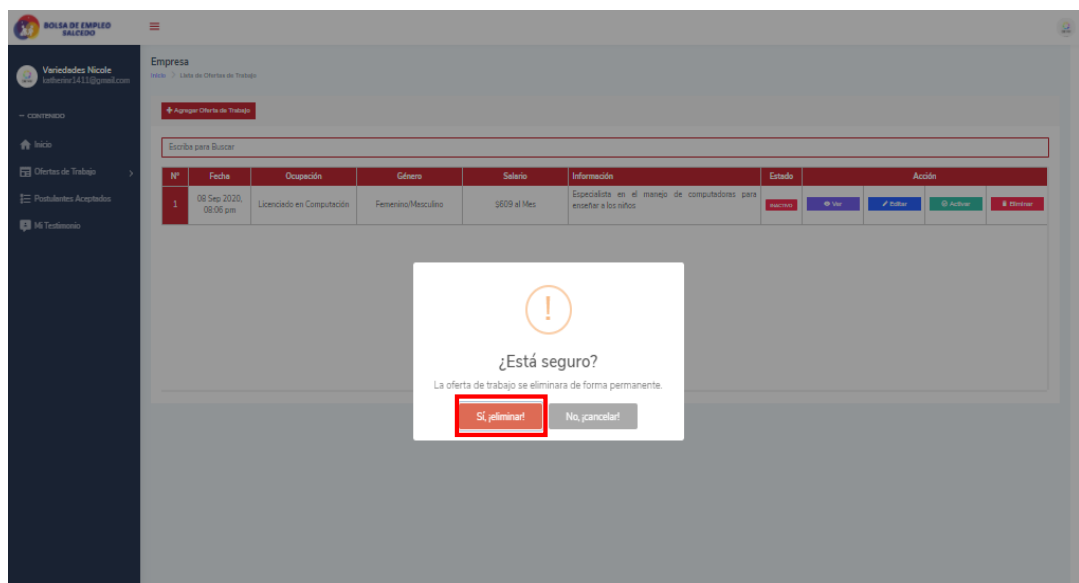 BOLSA DE EMPLEO
SALCEDO
Variedades Nicole
katherine1411@gmail.com
– CONTENIDO
Inicio
Ofertas de Trabajo
Postulantes Aceptados
Mi Testimonio
Empresa
Inicio > Lista de Ofertas de Trabajo
Agregar Oferta de Trabajo
Escriba para Buscar
N° Fecha Ocupación Género Salario Información Estado Acción
1 08 Sep 2020, 08:06 pm Licenciado en Computación Femenino/Masculino $609 al Mes Especialista en el manejo de computadoras para enseñar a los niños INACTIVO Ver Editar Activar Eliminar
!
¿Está seguro?
La oferta de trabajo se eliminara de forma permanente.
Sí, ¡eliminar! No, ¡cancelar!